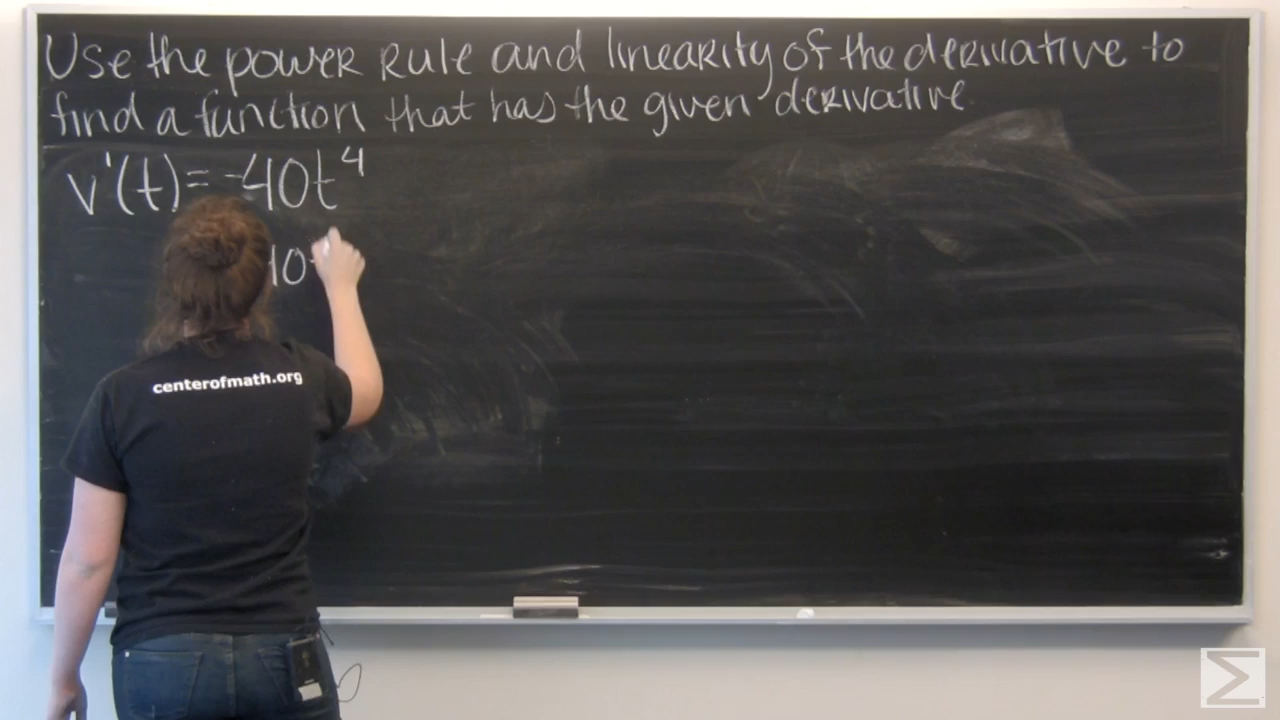 Use the power rule and linearity of the derivative to
find a function that has the given derivative.
v'(t) = -40t⁴
centerofmath.org
Σ